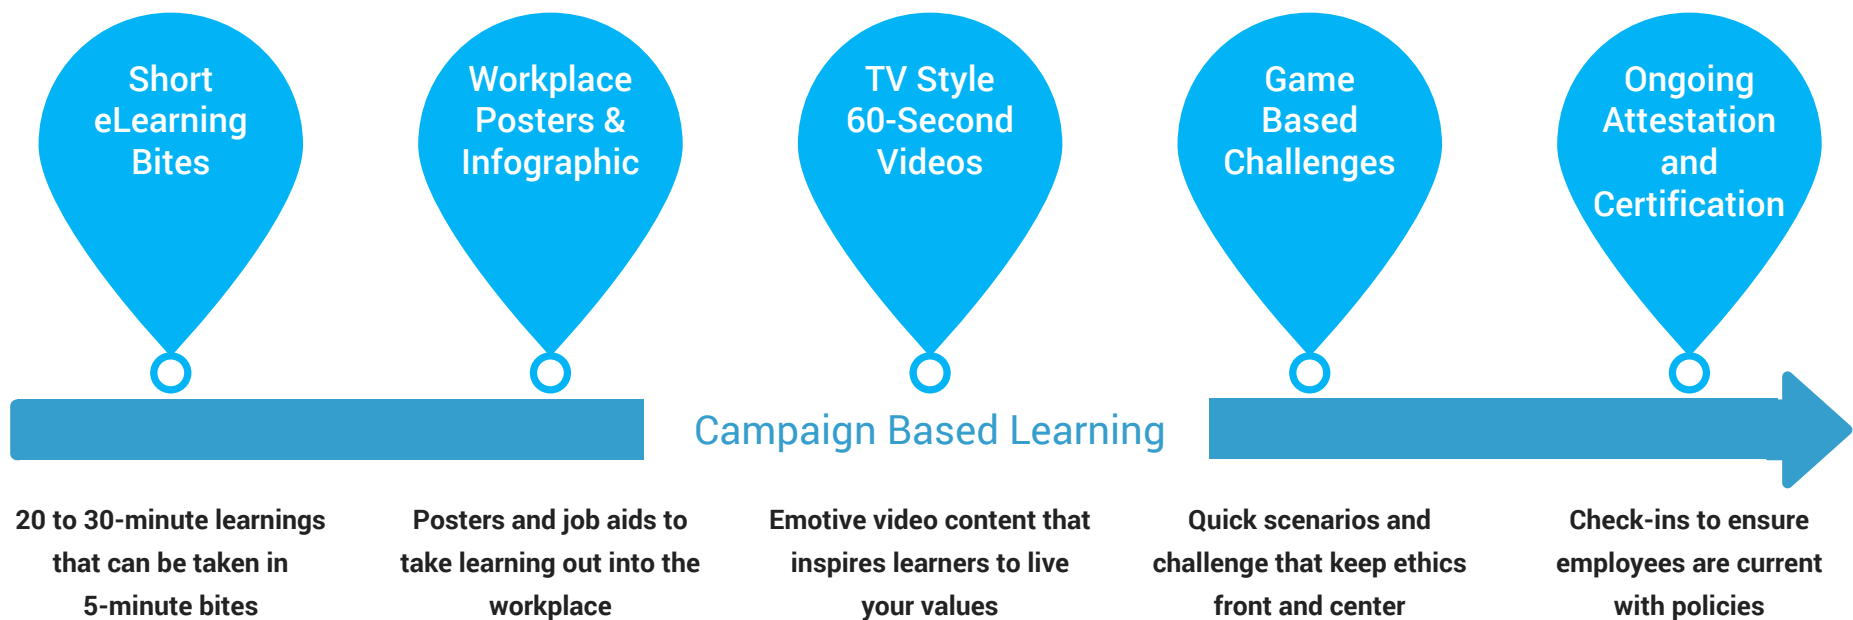 Short
eLearning
Bites
Workplace
Posters &
Infographic
TV Style
60-Second
Videos
Game
Based
Challenges
Ongoing
Attestation
and
Certification
Campaign Based Learning
20 to 30-minute learnings
that can be taken in
5-minute bites
Posters and job aids to
take learning out into the
workplace
Emotive video content that
inspires learners to live
your values
Quick scenarios and
challenge that keep ethics
front and center
Check-ins to ensure
employees are current
with policies